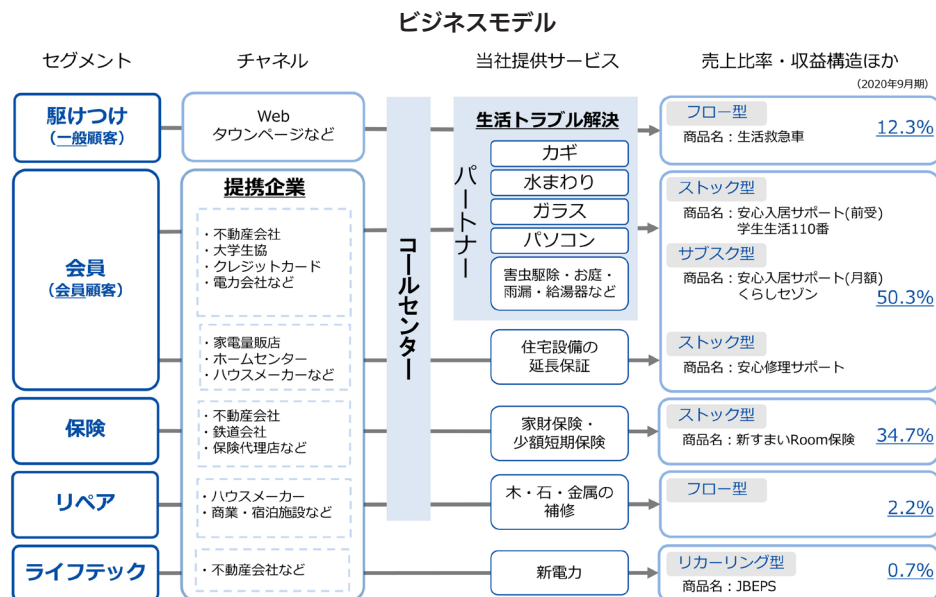 ビジネスモデル
セグメント
チャネル
当社提供サービス
売上比率・収益構造ほか
（2020年9月期）
駆けつけ
（一般顧客）
Web
タウンページなど
コールセンター
パートナー
生活トラブル解決
カギ
水まわり
ガラス
パソコン
害虫駆除・お庭・
雨漏・給湯器など
フロー型
商品名：生活救急車
12.3%
会員
（会員顧客）
提携企業
・不動産会社
・大学生協
・クレジットカード
・電力会社など
ストック型
商品名：安心入居サポート(前受)
学生生活110番
サブスク型
商品名：安心入居サポート(月額)
くらしセゾン
50.3%
・家電量販店
・ホームセンター
・ハウスメーカーなど
住宅設備の
延長保証
ストック型
商品名：安心修理サポート
保険
・不動産会社
・鉄道会社
・保険代理店など
家財保険・
少額短期保険
ストック型
商品名：新すまいRoom保険
34.7%
リペア
・ハウスメーカー
・商業・宿泊施設など
木・石・金属の
補修
フロー型
2.2%
ライフテック
・不動産会社など
新電力
リカーリング型
商品名：JBEPS
0.7%